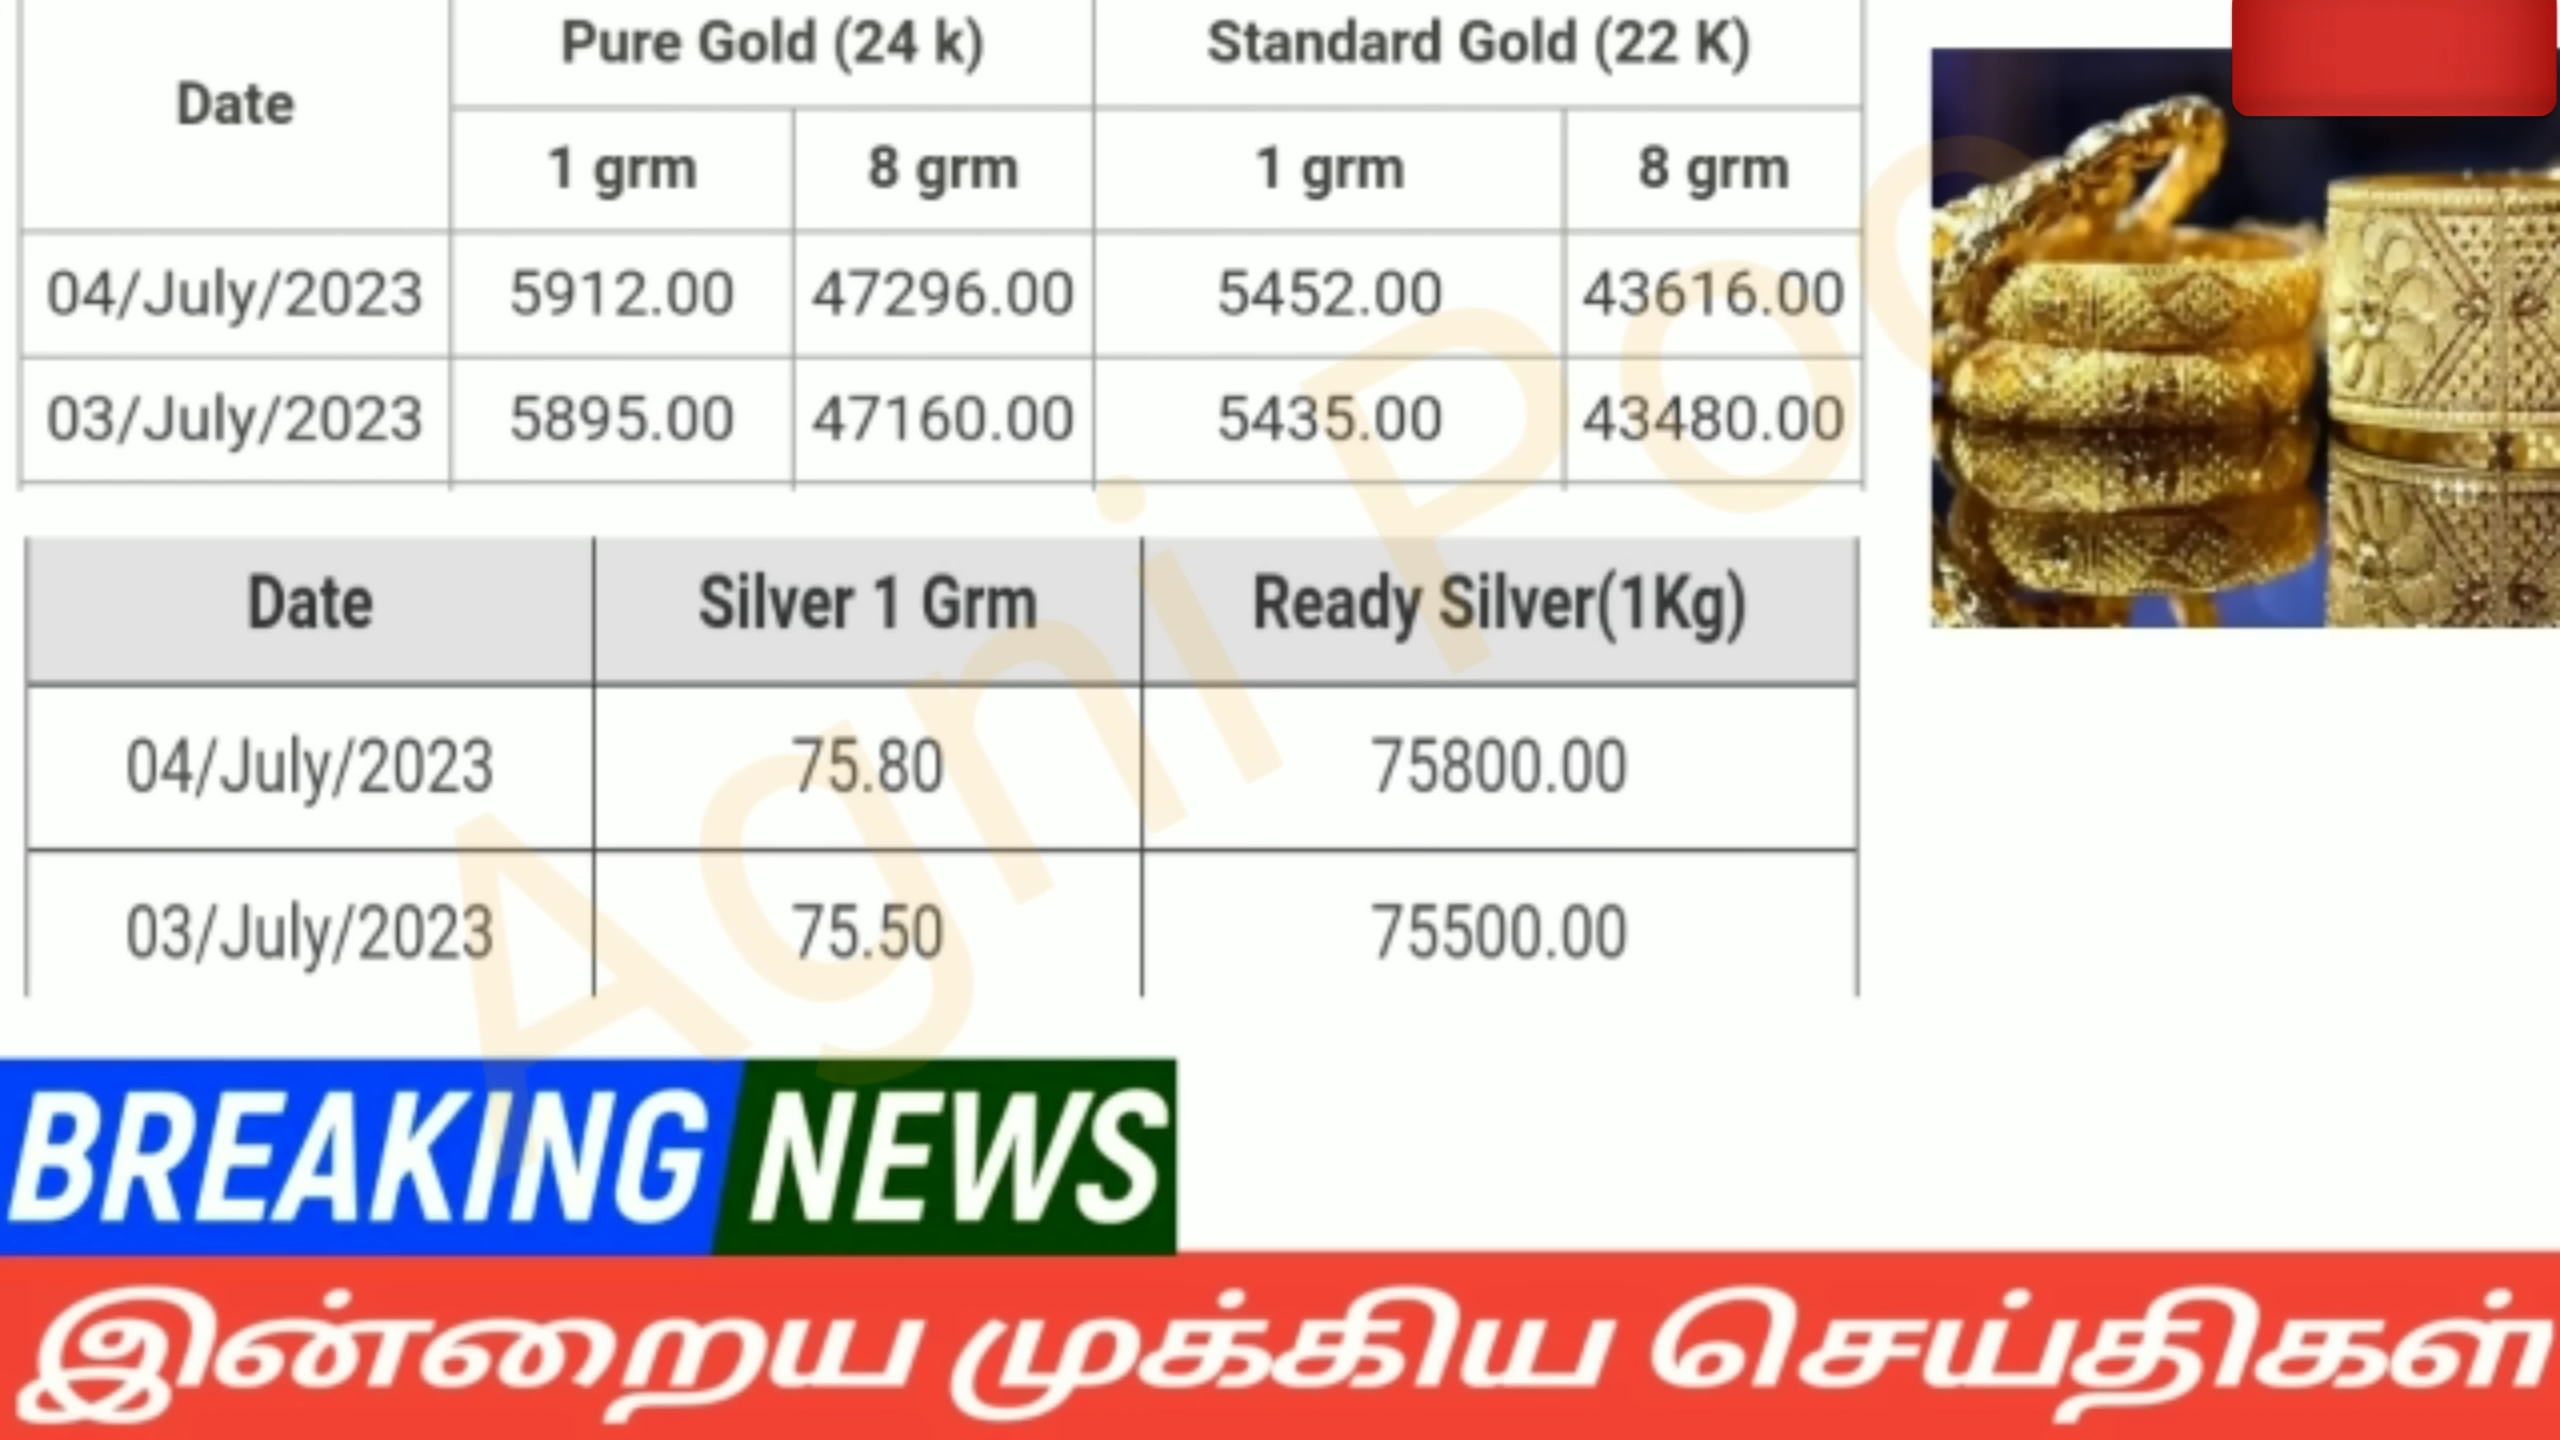 Date Pure Gold (24 k) Standard Gold (22 K)
1 grm 8 grm 1 grm 8 grm
04/July/2023 5912.00 47296.00 5452.00 43616.00
03/July/2023 5895.00 47160.00 5435.00 43480.00
Date Silver 1 Grm Ready Silver(1Kg)
04/July/2023 75.80 75800.00
03/July/2023 75.50 75500.00
Agni Pos
BREAKING NEWS
இன்றைய முக்கிய செய்திகள்